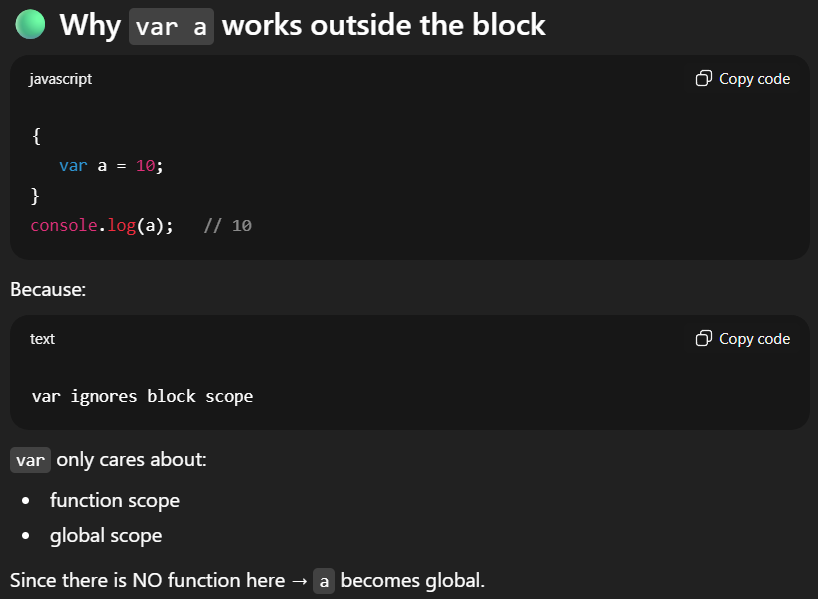 Why var a works outside the block
javascript
Copy code
{
var a = 10;
}
console.log(a); // 10
Because:
text
Copy code
var ignores block scope
var only cares about:
• function scope
• global scope
Since there is NO function here → a becomes global.